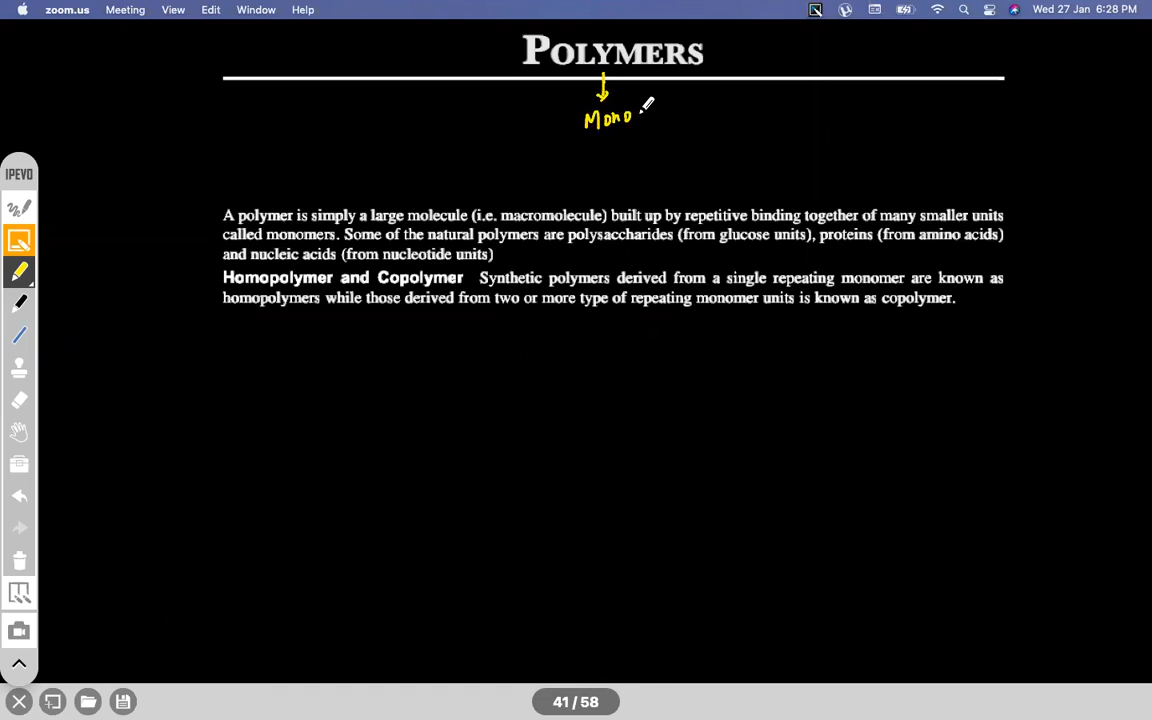 zoom.us Meeting View Edit Window Help Wed 27 Jan 6:28 PM
POLYMERS
Mono
IPEVO
A polymer is simply a large molecule (i.e. macromolecule) built up by repetitive binding together of many smaller units
called monomers. Some of the natural polymers are polysaccharides (from glucose units), proteins (from amino acids)
and nucleic acids (from nucleotide units)
Homopolymer and Copolymer Synthetic polymers derived from a single repeating monomer are known as
homopolymers while those derived from two or more type of repeating monomer units is known as copolymer.
41 / 58